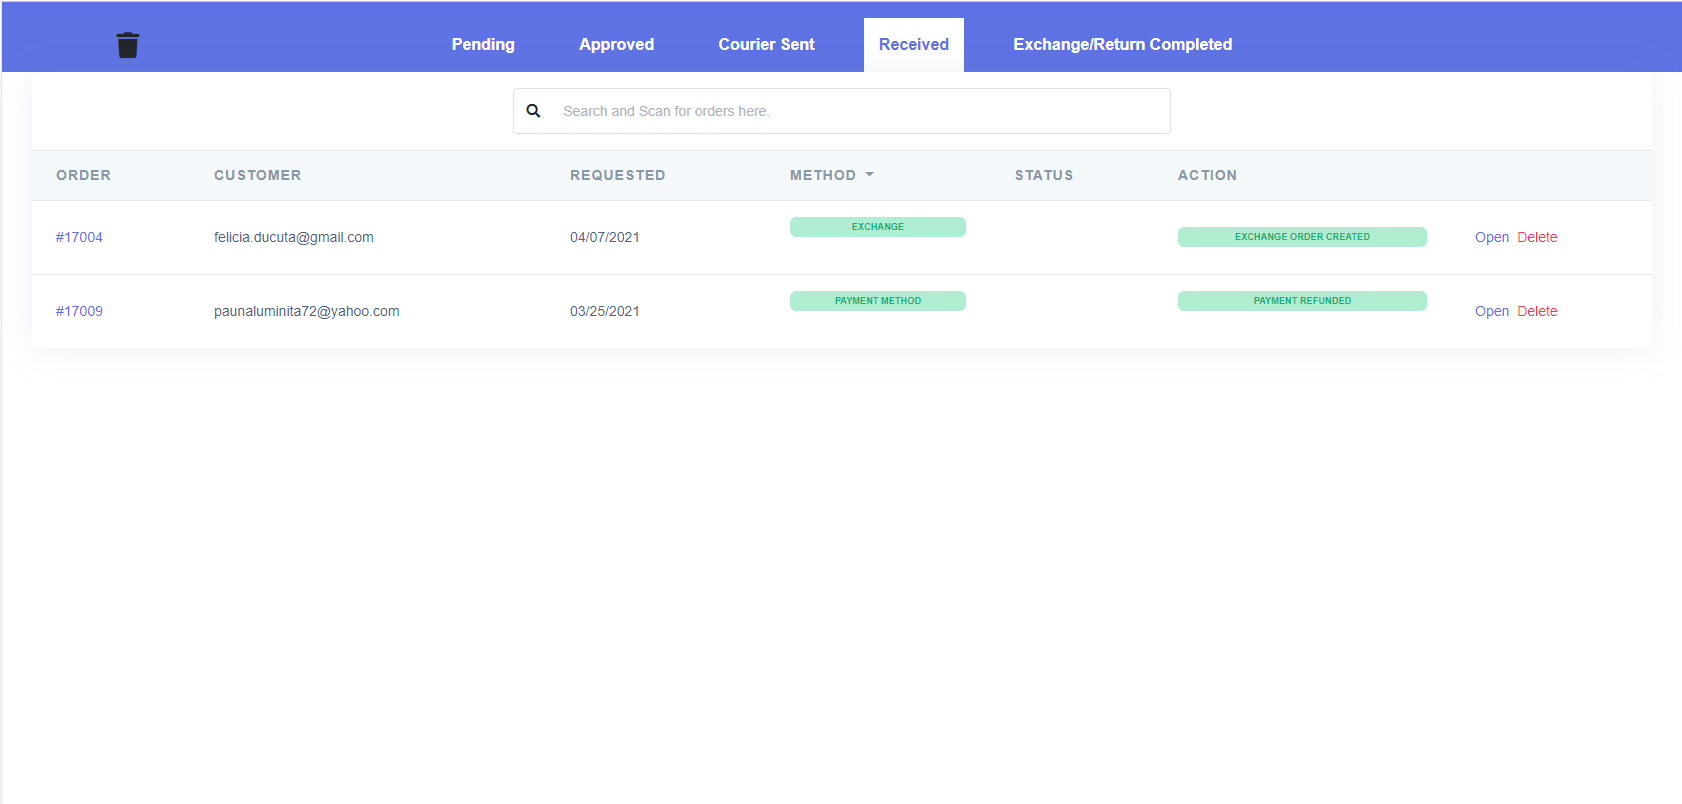 Pending Approved Courier Sent Received Exchange/Return Completed
Search and Scan for orders here.
ORDER CUSTOMER REQUESTED METHOD STATUS ACTION
#17004 felicia.ducuta@gmail.com 04/07/2021 EXCHANGE EXCHANGE ORDER CREATED Open Delete
#17009 paunaluminita72@yahoo.com 03/25/2021 PAYMENT METHOD PAYMENT REFUNDED Open Delete